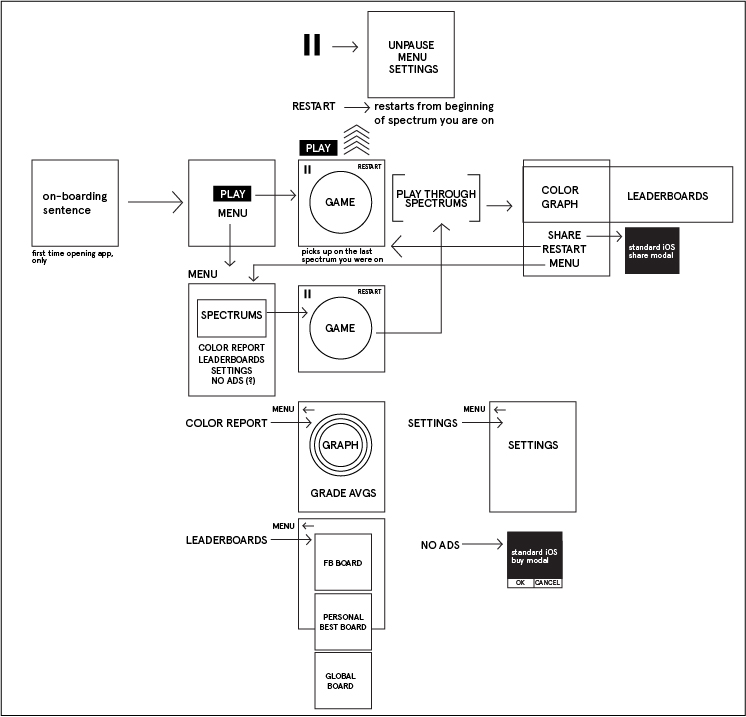 UNPAUSE
MENU
SETTINGS
RESTART
restarts from beginning
of spectrum you are on
PLAY
on-boarding
sentence
first time opening app,
only
PLAY
MENU
RESTART
GAME
picks up on the last
spectrum you were on
PLAY THROUGH
SPECTRUMS
COLOR
GRAPH
LEADERBOARDS
SHARE
RESTART
MENU
standard iOS
share modal
MENU
SPECTRUMS
COLOR REPORT
LEADERBOARDS
SETTINGS
NO ADS (?)
RESTART
GAME
COLOR REPORT
MENU
GRAPH
GRADE AVGS
SETTINGS
MENU
SETTINGS
LEADERBOARDS
MENU
FB BOARD
PERSONAL
BEST BOARD
GLOBAL
BOARD
NO ADS
standard iOS
buy modal
OK
CANCEL